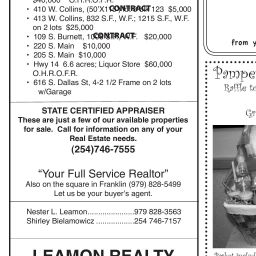 • 410 W. Collins, (50'X1 CONTRACT 123  $5,000
• 413 W. Collins, 832 S.F., W.F.; 1215 S.F., W.F.
on 2 lots  $25,000
• 109 S. Burnett, CONTRACT W.F.  $20,000
• 220 S. Main  $10,000
• 205 S. Main  $10,000
• Hwy 14  6.6 acres; Liquor Store  $60,000
O.H.R.O.F.R.
• 616 S. Dallas St, 4-2 1/2 Frame on 2 lots
w/Garage
STATE CERTIFIED APPRAISER
These are just a few of our available properties
for sale.  Call for information on any of your
Real Estate needs.
(254)746-7555
"Your Full Service Realtor"
Also on the square in Franklin (979) 828-5499
Let us be your buyer's agent.
Nester L. Leamon......................979 828-3563
Shirley Bielamowicz ...................254 746-7157
LEAMON REALTY
from y
Pampe
Raffle to
Ga